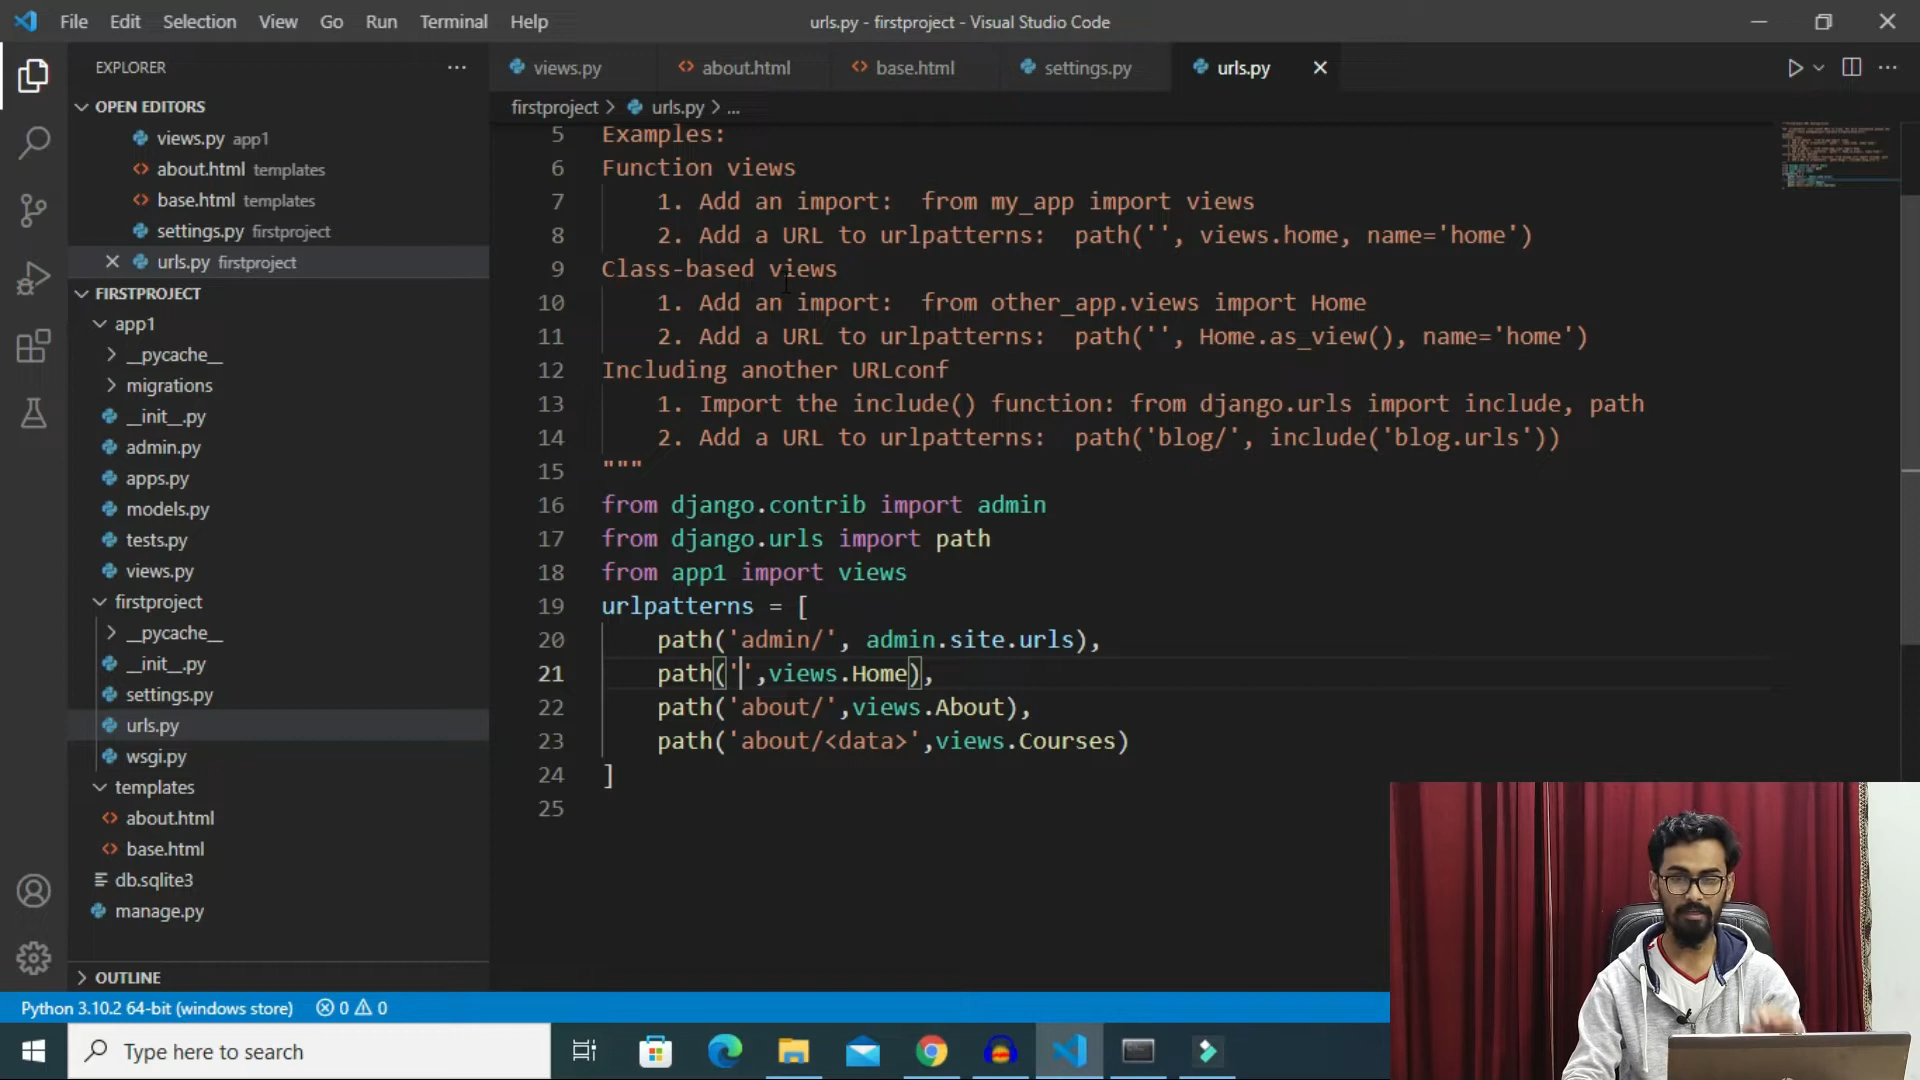 File Edit Selection View Go Run Terminal Help
urls.py - firstproject - Visual Studio Code
EXPLORER
OPEN EDITORS
views.py app1
about.html templates
base.html templates
settings.py firstproject
urls.py firstproject
FIRSTPROJECT
app1
__pycache__
migrations
__init__.py
admin.py
apps.py
models.py
tests.py
views.py
firstproject
__pycache__
__init__.py
settings.py
urls.py
wsgi.py
templates
about.html
base.html
db.sqlite3
manage.py
OUTLINE
views.py about.html base.html settings.py urls.py
firstproject > urls.py > ...
5 Examples:
6 Function views
7 1. Add an import:  from my_app import views
8 2. Add a URL to urlpatterns:  path('', views.home, name='home')
9 Class-based views
10 1. Add an import:  from other_app.views import Home
11 2. Add a URL to urlpatterns:  path('', Home.as_view(), name='home')
12 Including another URLconf
13 1. Import the include() function: from django.urls import include, path
14 2. Add a URL to urlpatterns:  path('blog/', include('blog.urls'))
15 """
16 from django.contrib import admin
17 from django.urls import path
18 from app1 import views
19 urlpatterns = [
20 path('admin/', admin.site.urls),
21 path('',views.Home),
22 path('about/',views.About),
23 path('about/<data>',views.Courses)
24 ]
25
Python 3.10.2 64-bit (windows store) 0 0
Type here to search